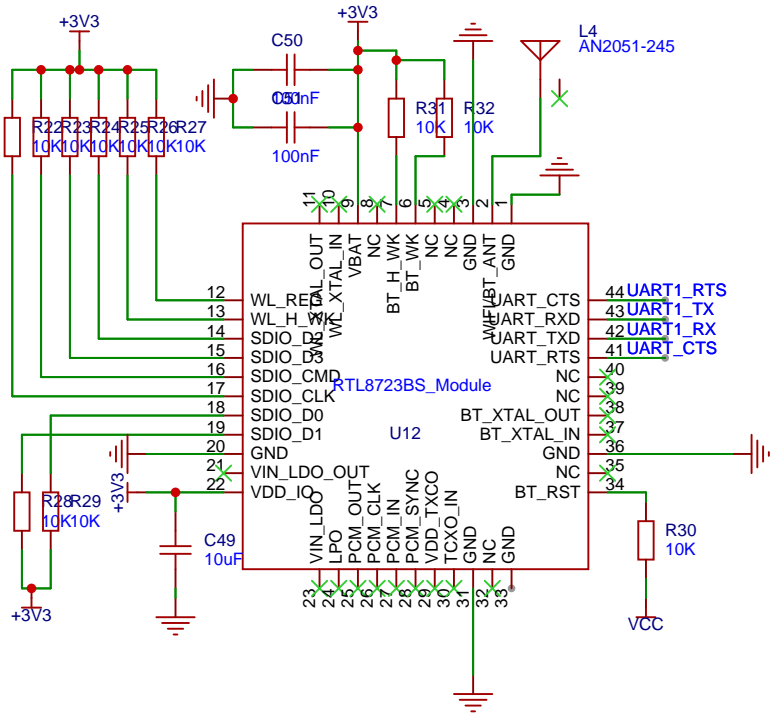 +3V3
+3V3
C50
100nF
C51
100nF
L4
AN2051-245
R31
10K
R32
10K
R22
10K
R23
10K
R24
10K
R25
10K
R26
10K
R27
10K
11
10
9
8
7
6
5
4
3
2
1
WL_XTAL_OUT
WL_XTAL_IN
VBAT
NC
BT_H_WK
BT_WK
NC
NC
GND
WIFI/BT_ANT
GND
12 WL_REG
13 WL_H_WK
14 SDIO_D2
15 SDIO_D3
16 SDIO_CMD
17 SDIO_CLK
18 SDIO_D0
19 SDIO_D1
20 GND
21 VIN_LDO_OUT
22 VDD_IO
UART_CTS 44 UART1_RTS
UART_RXD 43 UART1_TX
UART_TXD 42 UART1_RX
UART_RTS 41 UART_CTS
NC 40
NC 39
BT_XTAL_OUT 38
BT_XTAL_IN 37
GND 36
NC 35
BT_RST 34
RTL8723BS_Module
U12
+3V3
R28
10K
R29
10K
+3V3
C49
10uF
R30
10K
VCC
VIN_LDO
LPO
PCM_OUT
PCM_CLK
PCM_IN
PCM_SYNC
VDD_TXCO
TCXO_IN
GND
NC
GND
23
24
25
26
27
28
29
30
31
32
33